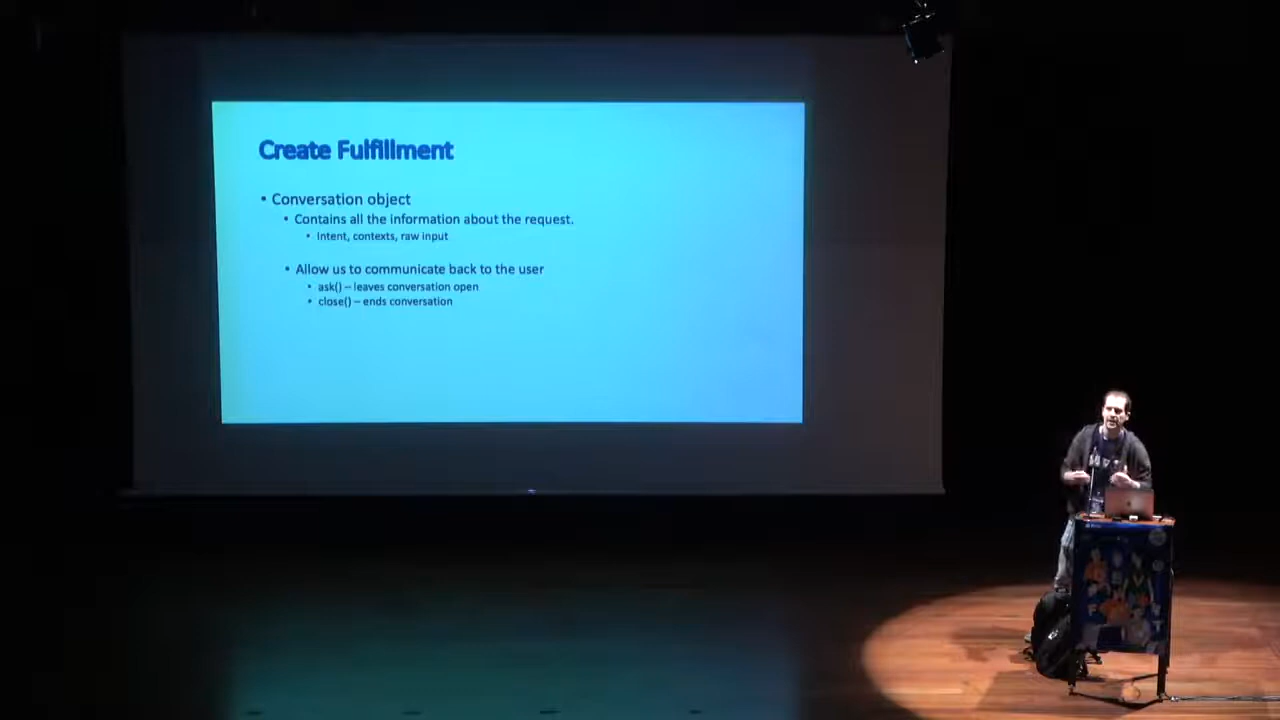 Create Fulfillment
• Conversation object
• Contains all the information about the request.
• Intent, contexts, raw input
• Allow us to communicate back to the user
• ask() – leaves conversation open
• close() – ends conversation